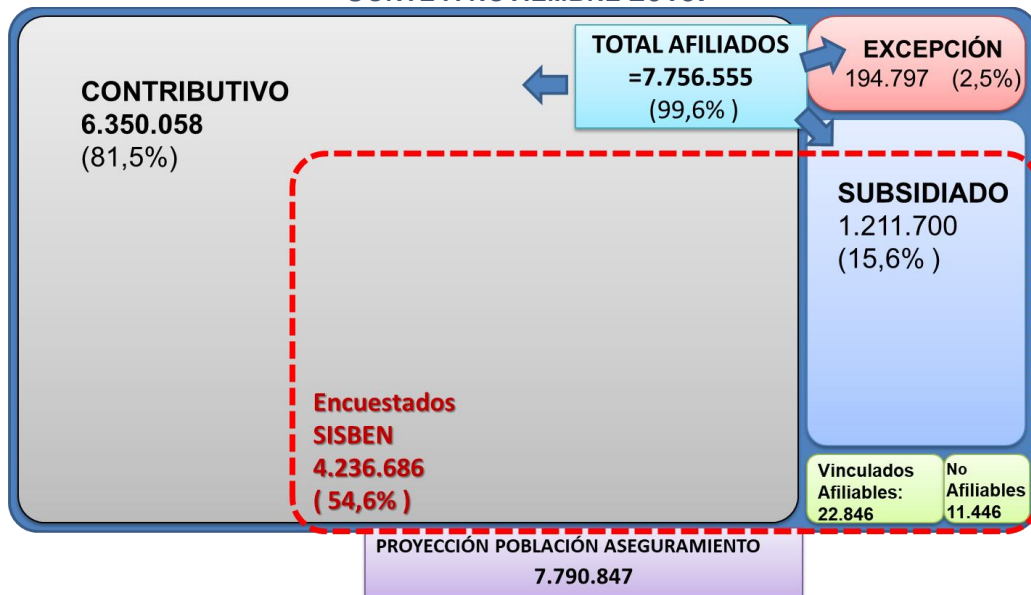 TOTAL AFILIADOS
=7.756.555
(99,6% )
EXCEPCIÓN
194.797 (2,5%)
CONTRIBUTIVO
6.350.058
(81,5%)
SUBSIDIADO
1.211.700
(15,6% )
Encuestados
SISBEN
4.236.686
( 54,6% )
Vinculados
Afiliables:
22.846
No
Afiliables
11.446
PROYECCIÓN POBLACIÓN ASEGURAMIENTO
7.790.847